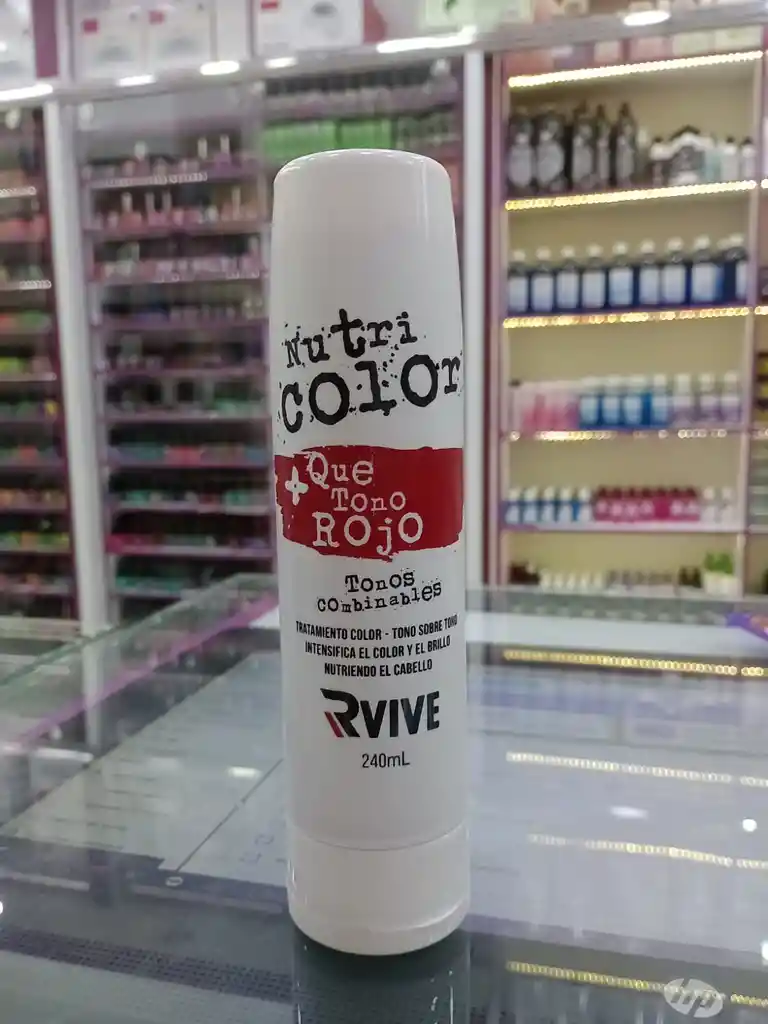 Nutri
COlOr
+Que
Tono
ROjO
Tonos
combinables
TRATAMIENTO COLOR - TONO SOBRE TONO
INTENSIFICA EL COLOR Y EL BRILLO
NUTRIENDO EL CABELLO
RVIVE
240mL
hp